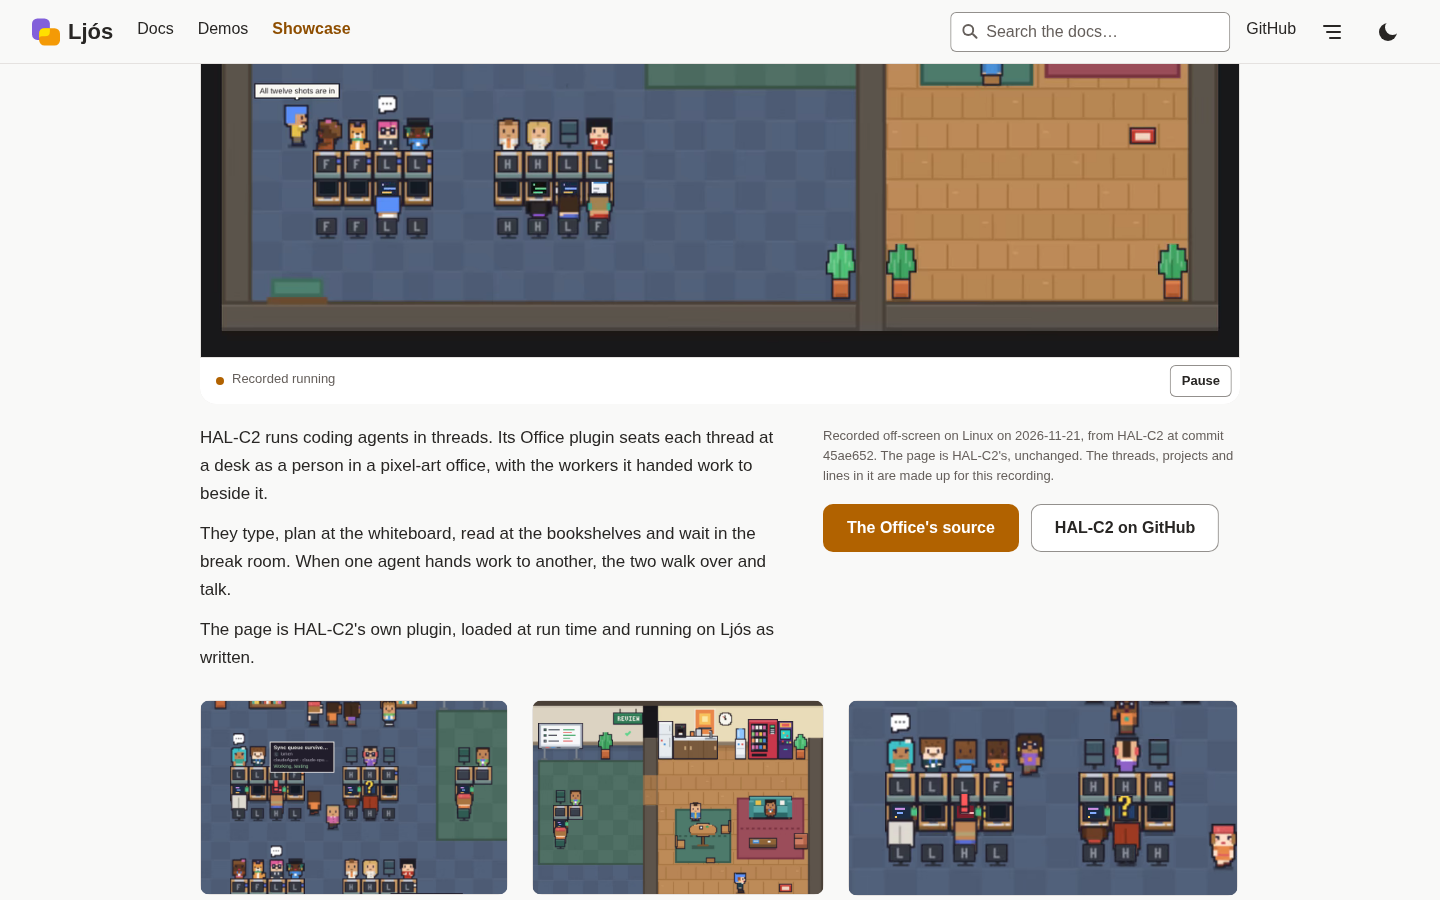 Ljós
Docs
Demos
Showcase
Search the docs…
GitHub
All twelve shots are in
F F L L
H H L L
F F L L
H H L F
Recorded running
Pause
HAL-C2 runs coding agents in threads. Its Office plugin seats each thread at
a desk as a person in a pixel-art office, with the workers it handed work to
beside it.
They type, plan at the whiteboard, read at the bookshelves and wait in the
break room. When one agent hands work to another, the two walk over and
talk.
The page is HAL-C2's own plugin, loaded at run time and running on Ljós as
written.
Recorded off-screen on Linux on 2026-11-21, from HAL-C2 at commit
45ae652. The page is HAL-C2's, unchanged. The threads, projects and
lines in it are made up for this recording.
The Office's source
HAL-C2 on GitHub
Sync queue survive...
Working, testing
L L L F
H H H
L L H L
H H H
REVIEW
L L L F
H H H
?
L L H L
H H H